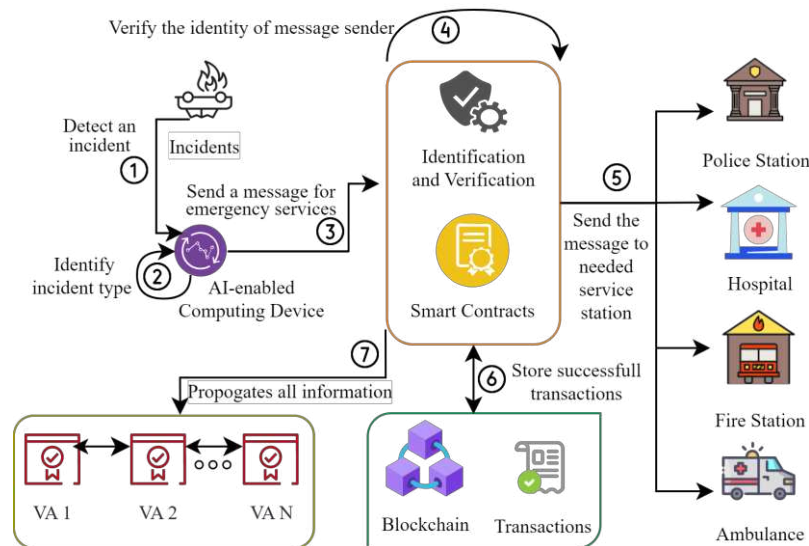 Verify the identity of message sender
4
Detect an
incident
Incidents
1
Send a message for
emergency services
3
Identify
incident type
2
AI-enabled
Computing Device
Identification
and Verification
Smart Contracts
5
Send the
message to
needed
service
station
Police Station
Hospital
Fire Station
Ambulance
7
Propogates all information
6
Store successfull
transactions
VA 1
VA 2
VA N
Blockchain
Transactions